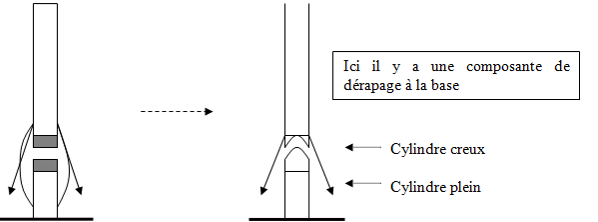 Ici il y a une composante de
dérapage à la base
Cylindre creux
Cylindre plein